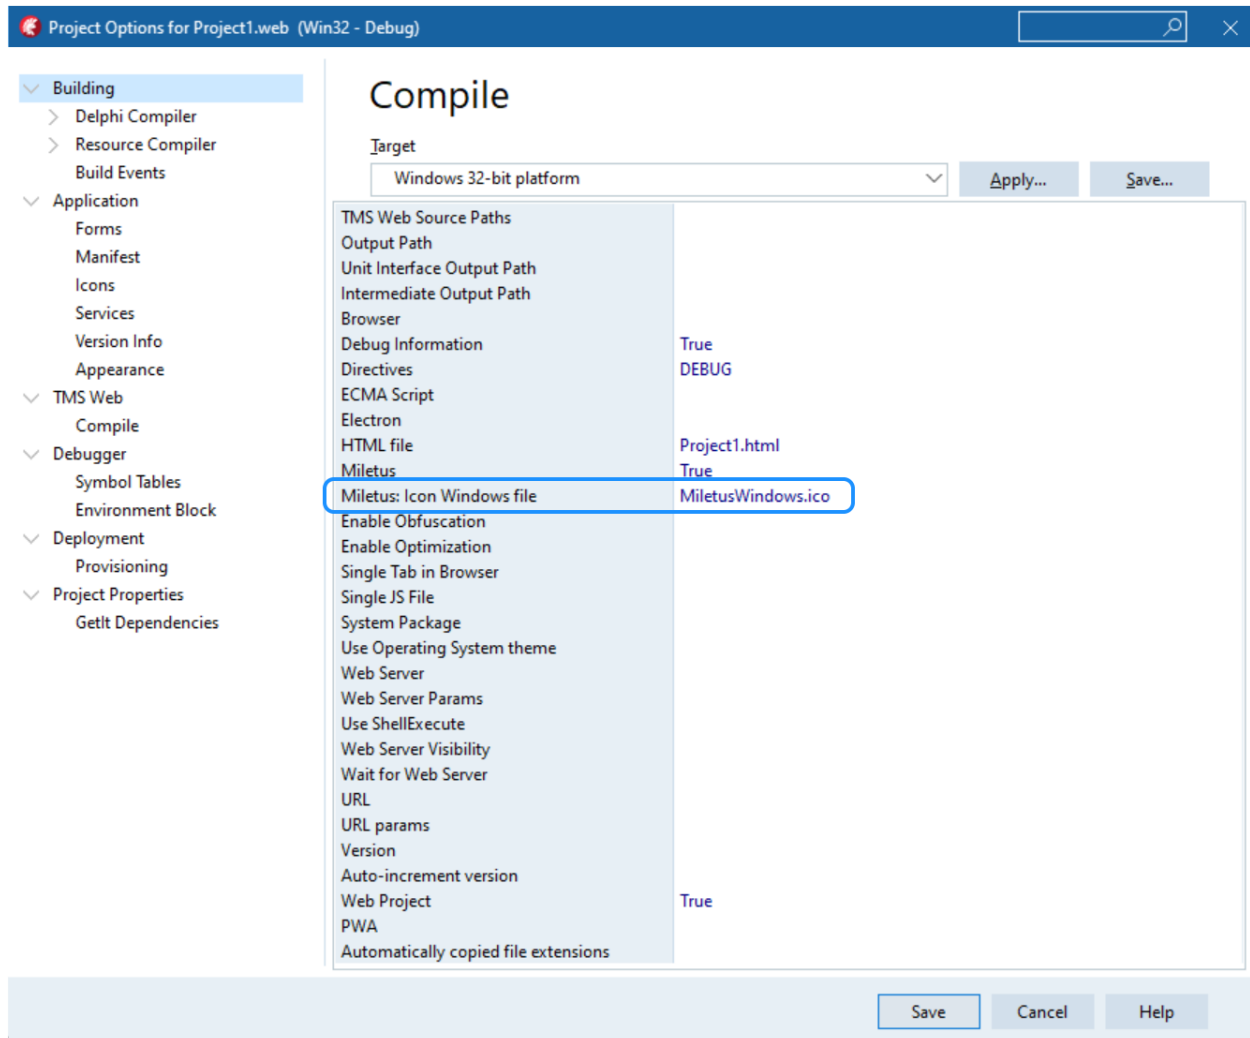 Project Options for Project1.web (Win32 - Debug)
Building
Delphi Compiler
Resource Compiler
Build Events
Application
Forms
Manifest
Icons
Services
Version Info
Appearance
TMS Web
Compile
Debugger
Symbol Tables
Environment Block
Deployment
Provisioning
Project Properties
GetIt Dependencies
Compile
Target
Windows 32-bit platform
Apply...
Save...
TMS Web Source Paths
Output Path
Unit Interface Output Path
Intermediate Output Path
Browser
Debug Information True
Directives DEBUG
ECMA Script
Electron
HTML file Project1.html
Miletus True
Miletus: Icon Windows file MiletusWindows.ico
Enable Obfuscation
Enable Optimization
Single Tab in Browser
Single JS File
System Package
Use Operating System theme
Web Server
Web Server Params
Use ShellExecute
Web Server Visibility
Wait for Web Server
URL
URL params
Version
Auto-increment version
Web Project True
PWA
Automatically copied file extensions
Save
Cancel
Help